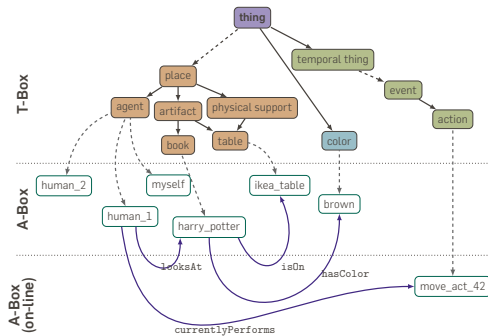 thing
temporal thing
place
event
agent
artifact
physical support
action
book
table
color
T-Box
human_2
myself
ikea_table
brown
human_1
harry_potter
A-Box
looksAt
isOn
hasColor
move_act_42
currentlyPerforms
A-Box
(on-line)